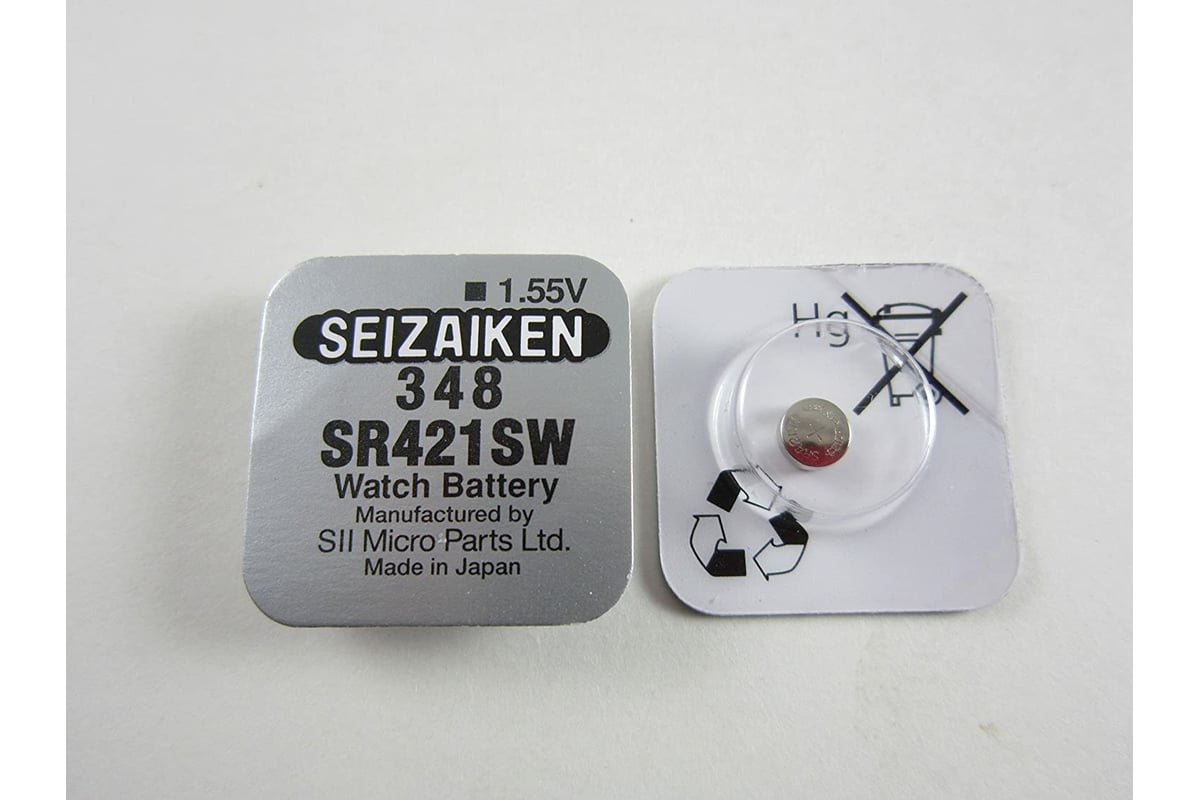 ■ 1.55V
SEIZAIKEN
348
SR421SW
Watch Battery
Manufactured by
SII Micro Parts Ltd.
Made in Japan
Hg